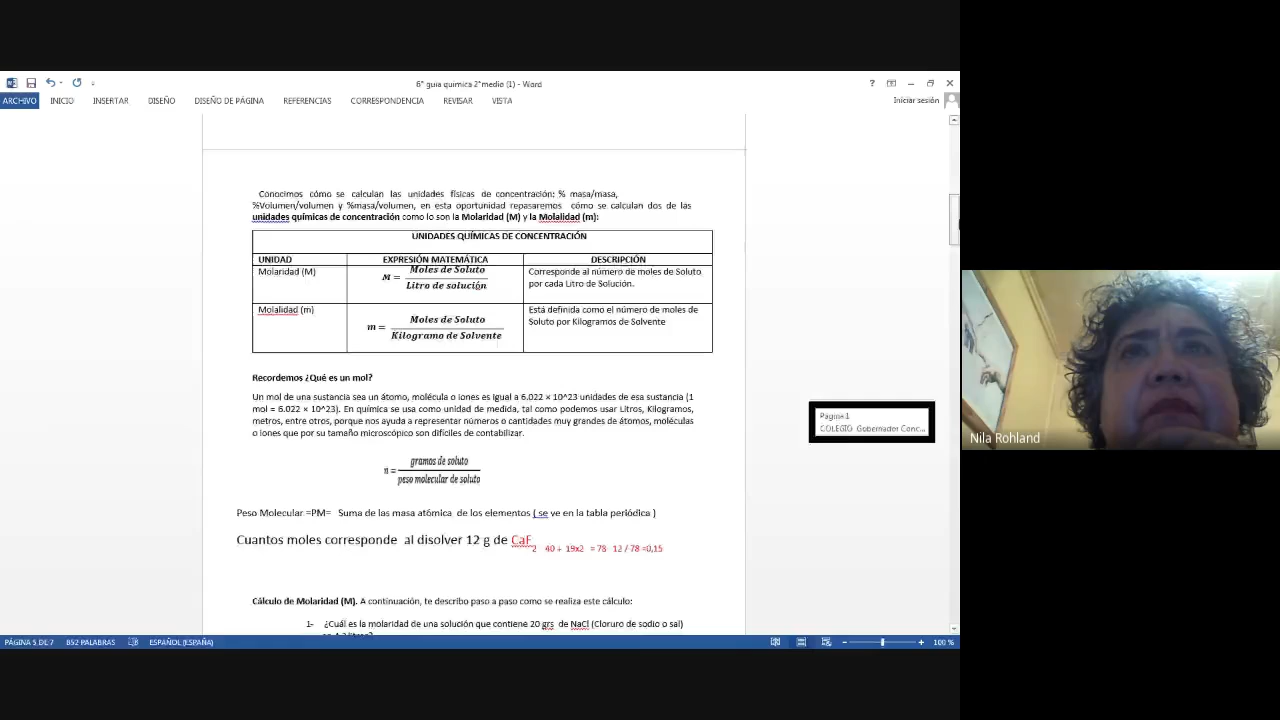 6° guia quimica 2°medio (1) - Word
ARCHIVO INICIO INSERTAR DISEÑO DISEÑO DE PÁGINA REFERENCIAS CORRESPONDENCIA REVISAR VISTA
Iniciar sesión
Conocimos cómo se calculan las unidades físicas de concentración: % masa/masa,
%Volumen/volumen y %masa/volumen, en esta oportunidad repasaremos cómo se calculan dos de las
unidades químicas de concentración como lo son la Molaridad (M) y la Molalidad (m):
UNIDADES QUÍMICAS DE CONCENTRACIÓN
UNIDAD EXPRESIÓN MATEMÁTICA DESCRIPCIÓN
Molaridad (M)
M = Moles de Soluto
Litro de solución
Corresponde al número de moles de Soluto
por cada Litro de Solución.
Molalidad (m)
m = Moles de Soluto
Kilogramo de Solvente
Está definida como el número de moles de
Soluto por Kilogramos de Solvente
Recordemos ¿Qué es un mol?
Un mol de una sustancia sea un átomo, molécula o iones es igual a 6.022 × 10^23 unidades de esa sustancia (1
mol = 6.022 × 10^23). En química se usa como unidad de medida, tal como podemos usar Litros, Kilogramos,
metros, entre otros, porque nos ayuda a representar números o cantidades muy grandes de átomos, moléculas
o iones que por su tamaño microscópico son difíciles de contabilizar.
n = gramos de soluto
peso molecular de soluto
Peso Molecular =PM= Suma de las masa atómica de los elementos ( se ve en la tabla periódica )
Cuantos moles corresponde al disolver 12 g de CaF2 40 + 19x2 = 78 12 / 78 =0,15
Cálculo de Molaridad (M). A continuación, te describo paso a paso como se realiza este cálculo:
1- ¿Cuál es la molaridad de una solución que contiene 20 grs de NaCl (Cloruro de sodio o sal)
Página 1
COLEGIO Gobernador Conc...
Nila Rohland
PÁGINA 5 DE 7 852 PALABRAS ESPAÑOL (ESPAÑA) 100 %